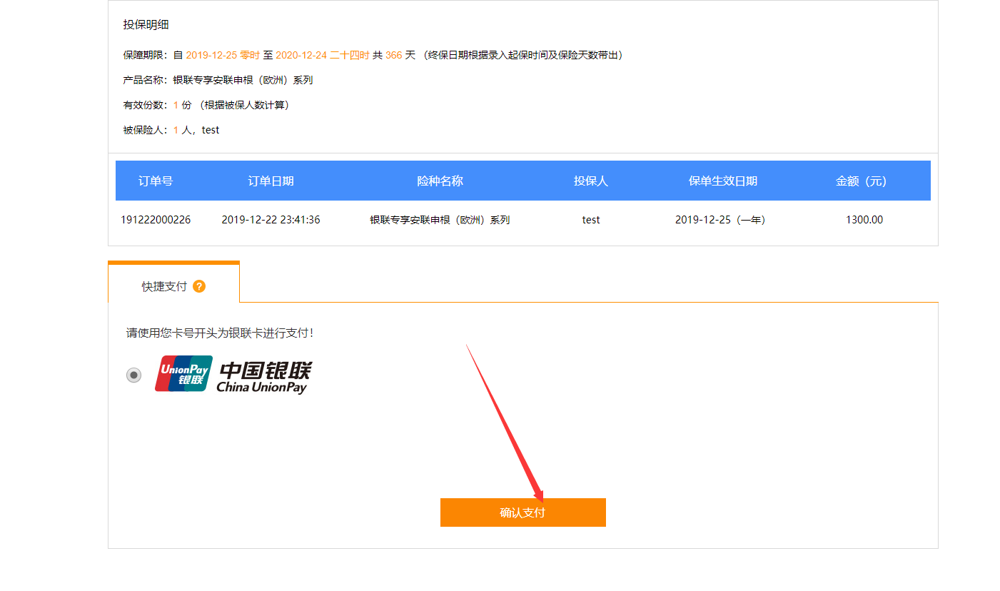 投保明细
保障期限：自 2019-12-25 零时 至 2020-12-24 二十四时 共 366 天 （终保日期根据录入起保时间及保险天数带出）
产品名称：银联专享安联申根（欧洲）系列
有效份数：1 份 （根据被保人数计算）
被保险人：1 人，test
订单号 订单日期 险种名称 投保人 保单生效日期 金额（元）
191222000226 2019-12-22 23:41:36 银联专享安联申根（欧洲）系列 test 2019-12-25（一年） 1300.00
快捷支付 ?
请使用您卡号开头为银联卡进行支付！
UnionPay 中国银联
银联 China UnionPay
确认支付